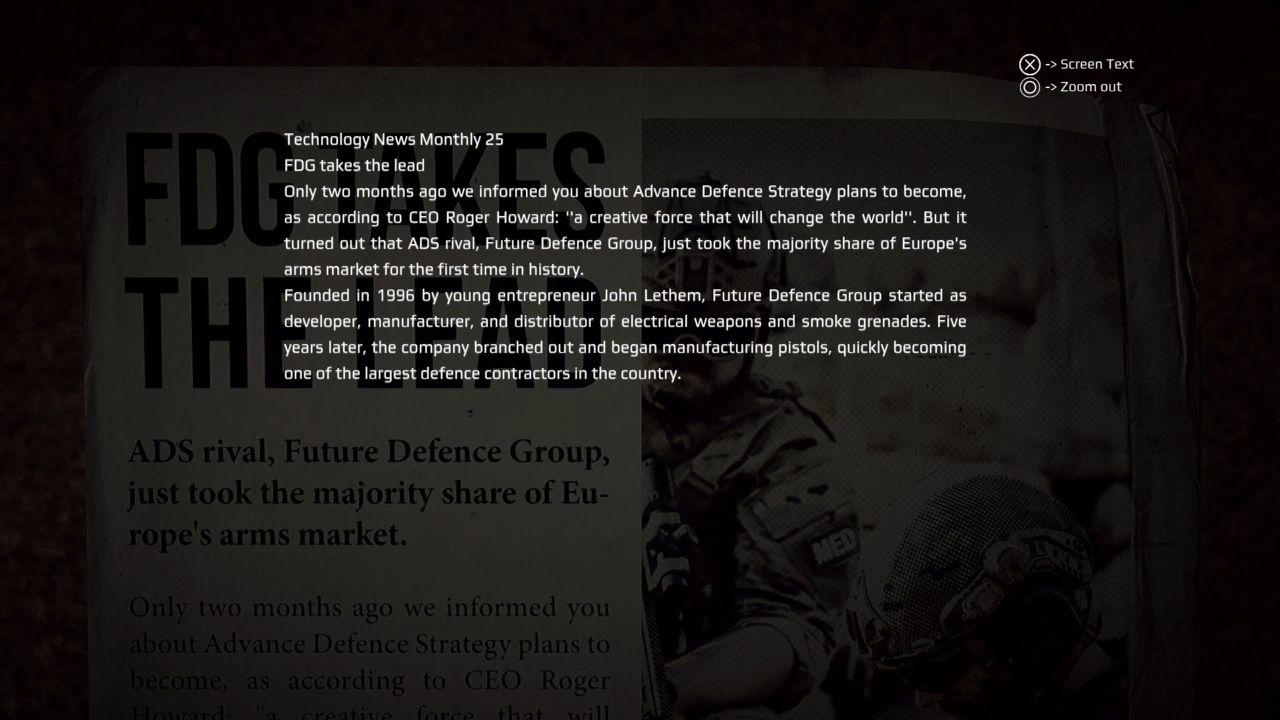 -> Screen Text
-> Zoom out
Technology News Monthly 25
FDG takes the lead
Only two months ago we informed you about Advance Defence Strategy plans to become,
as according to CEO Roger Howard: ''a creative force that will change the world''. But it
turned out that ADS rival, Future Defence Group, just took the majority share of Europe's
arms market for the first time in history.
Founded in 1996 by young entrepreneur John Lethem, Future Defence Group started as
developer, manufacturer, and distributor of electrical weapons and smoke grenades. Five
years later, the company branched out and began manufacturing pistols, quickly becoming
one of the largest defence contractors in the country.
FDG TAKES
THE LEAD
ADS rival, Future Defence Group,
just took the majority share of Eu-
rope's arms market.
Only two months ago we informed you
about Advance Defence Strategy plans to
become, as according to CEO Roger
Howard: "a creative force that will
MED